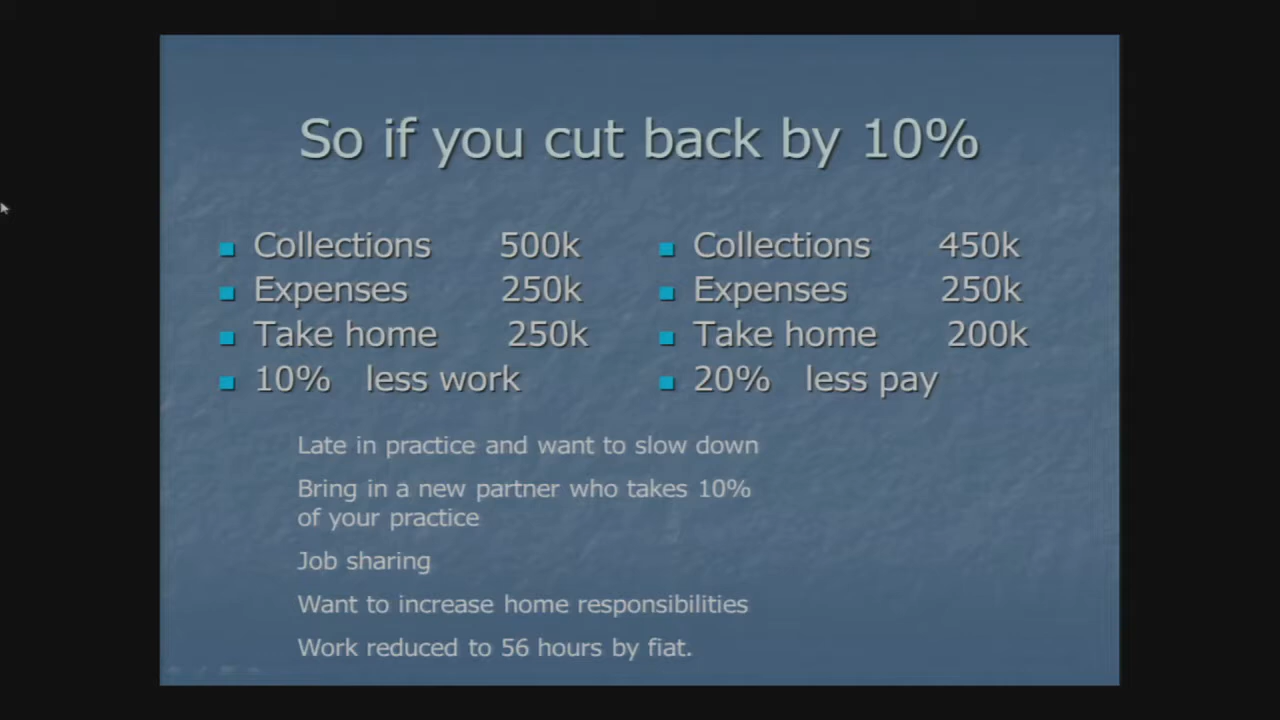 So if you cut back by 10%
Collections 500k
Expenses 250k
Take home 250k
10% less work
Collections 450k
Expenses 250k
Take home 200k
20% less pay
Late in practice and want to slow down
Bring in a new partner who takes 10%
of your practice
Job sharing
Want to increase home responsibilities
Work reduced to 56 hours by fiat.